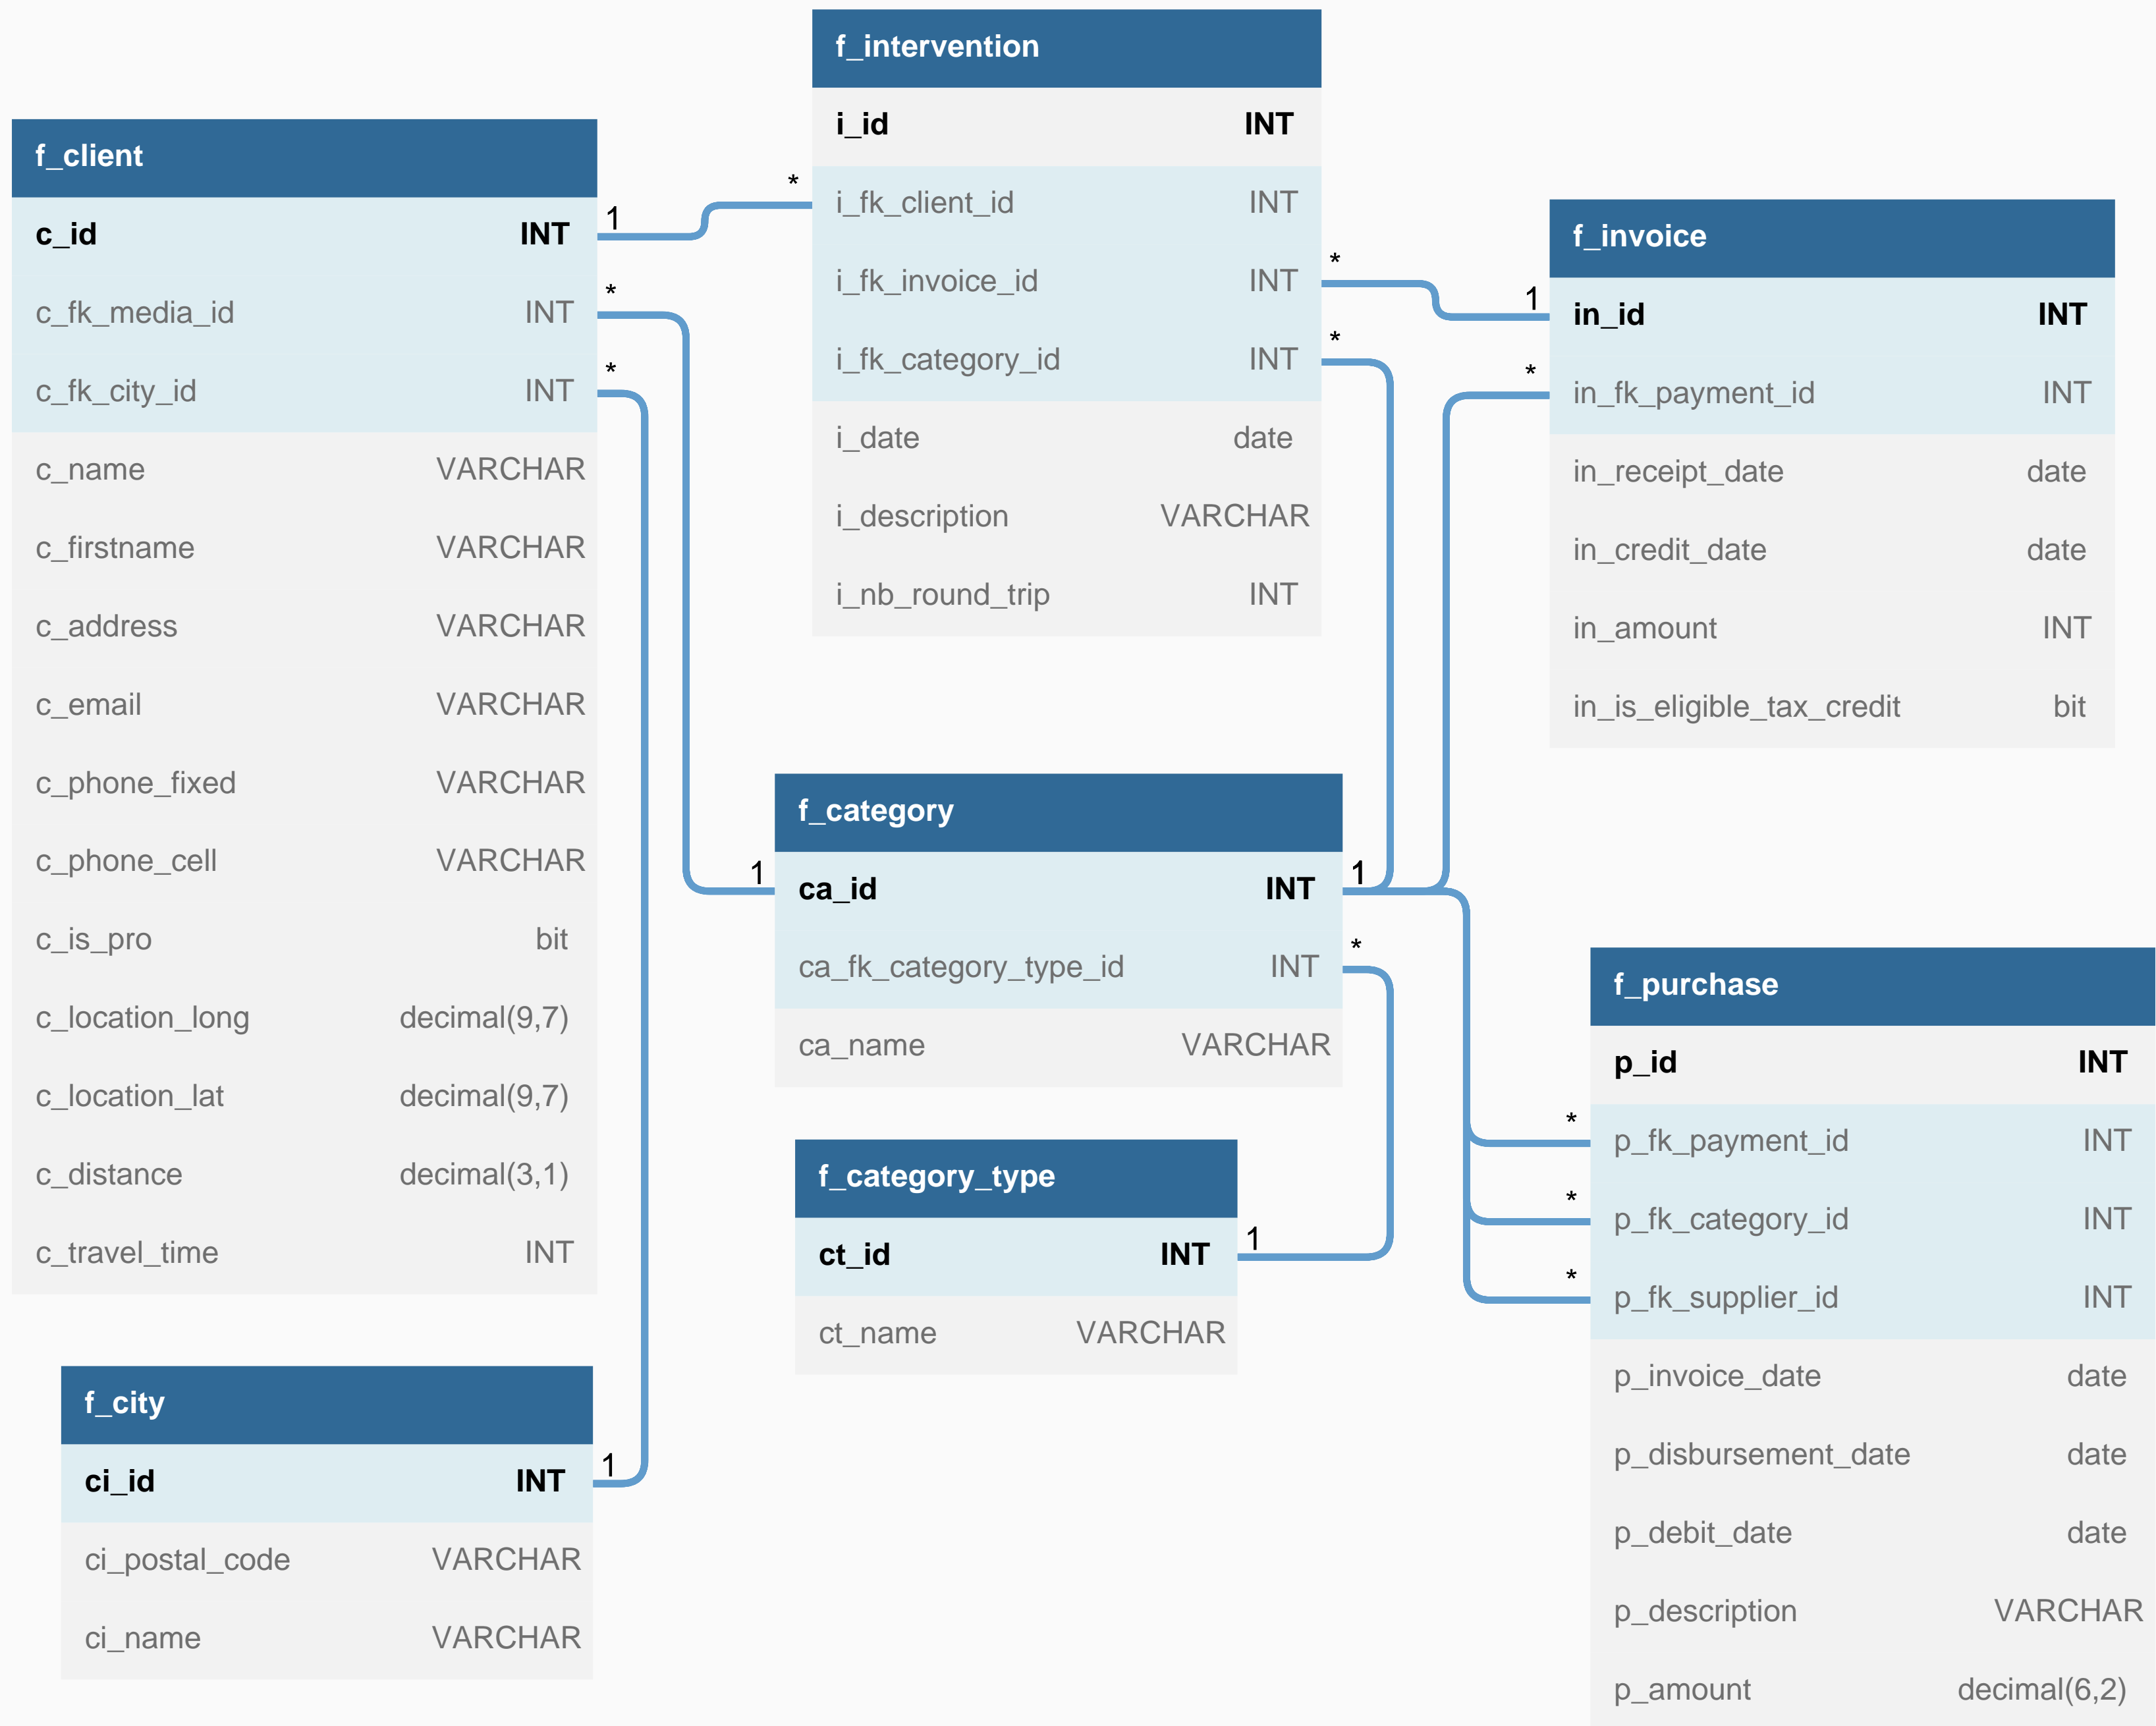 f_intervention
i_id INT
i_fk_client_id INT
i_fk_invoice_id INT
i_fk_category_id INT
i_date date
i_description VARCHAR
i_nb_round_trip INT
f_client
c_id INT
c_fk_media_id INT
c_fk_city_id INT
c_name VARCHAR
c_firstname VARCHAR
c_address VARCHAR
c_email VARCHAR
c_phone_fixed VARCHAR
c_phone_cell VARCHAR
c_is_pro bit
c_location_long decimal(9,7)
c_location_lat decimal(9,7)
c_distance decimal(3,1)
c_travel_time INT
1
*
*
*
*
*
1
*
f_invoice
in_id INT
in_fk_payment_id INT
in_receipt_date date
in_credit_date date
in_amount INT
in_is_eligible_tax_credit bit
f_category
1
ca_id INT
1
ca_fk_category_type_id INT
*
ca_name VARCHAR
f_category_type
ct_id INT
1
ct_name VARCHAR
f_purchase
p_id INT
*
p_fk_payment_id INT
*
p_fk_category_id INT
*
p_fk_supplier_id INT
p_invoice_date date
p_disbursement_date date
p_debit_date date
p_description VARCHAR
p_amount decimal(6,2)
f_city
ci_id INT
1
ci_postal_code VARCHAR
ci_name VARCHAR